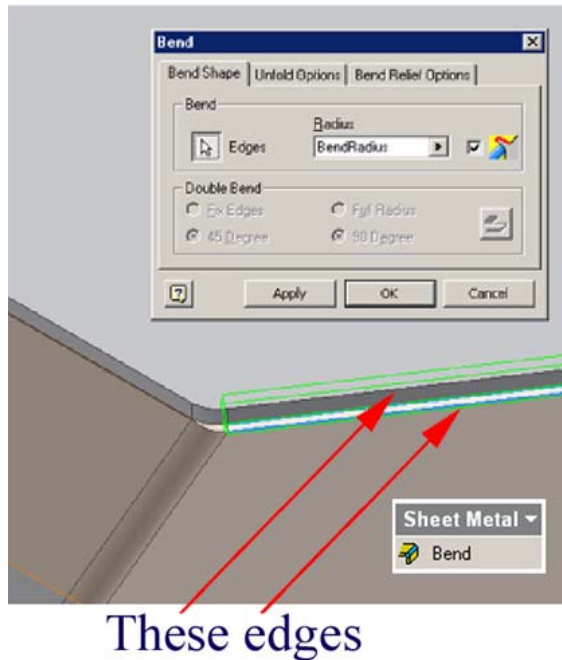 Bend
Bend Shape Unfold Options Bend Relief Options
Bend
Radius
Edges BendRadius
Double Bend
Fix Edges Full Radius
45 Degree 90 Degree
Apply OK Cancel
Sheet Metal
Bend
These edges